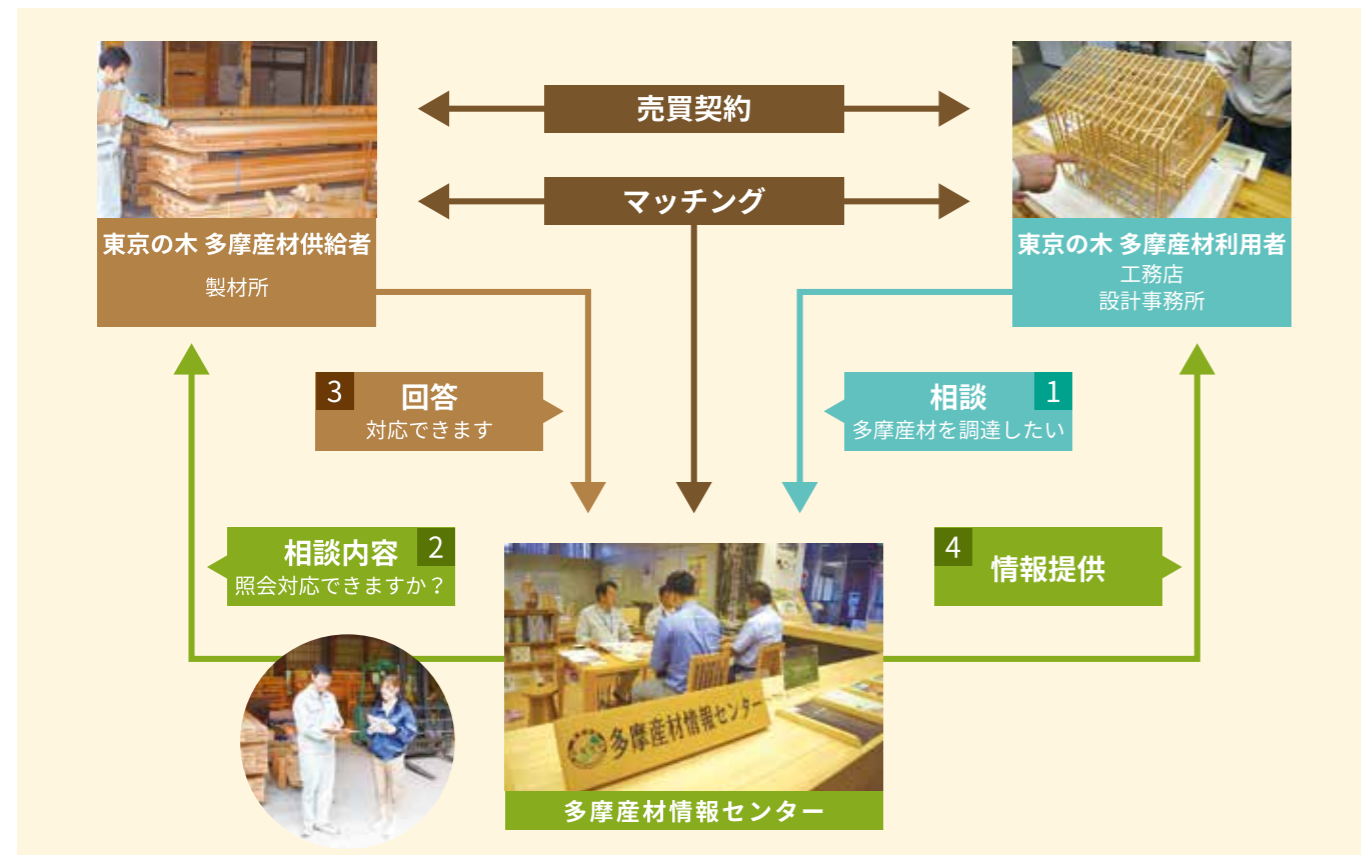 売買契約
マッチング
東京の木 多摩産材供給者
製材所
東京の木 多摩産材利用者
工務店
設計事務所
3
回答
対応できます
相談
1
多摩産材を調達したい
相談内容
2
照会対応できますか？
4
情報提供
多摩産材情報センター
多摩産材情報センター